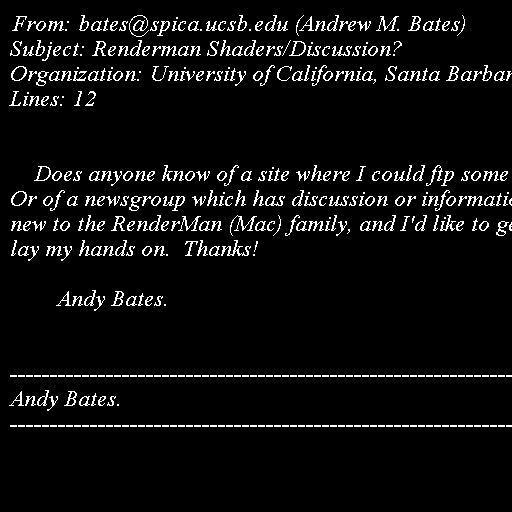 From: bates@spica.ucsb.edu (Andrew M. Bates)
Subject: Renderman Shaders/Discussion?
Organization: University of California, Santa Barbar
Lines: 12
Does anyone know of a site where I could ftp some
Or of a newsgroup which has discussion or informatio
new to the RenderMan (Mac) family, and I'd like to ge
lay my hands on.  Thanks!
Andy Bates.
---------------------------------------------------------------------
Andy Bates.
---------------------------------------------------------------------